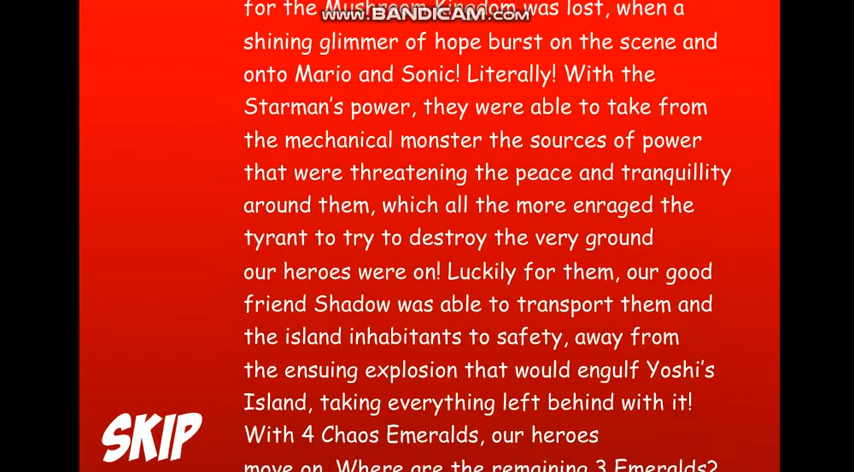 for the Mushroom Kingdom was lost, when a
www.BANDICAM.com
shining glimmer of hope burst on the scene and
onto Mario and Sonic! Literally! With the
Starman's power, they were able to take from
the mechanical monster the sources of power
that were threatening the peace and tranquillity
around them, which all the more enraged the
tyrant to try to destroy the very ground
our heroes were on! Luckily for them, our good
friend Shadow was able to transport them and
the island inhabitants to safety, away from
the ensuing explosion that would engulf Yoshi's
Island, taking everything left behind with it!
With 4 Chaos Emeralds, our heroes
move on. Where are the remaining 3 Emeralds?
SKIP